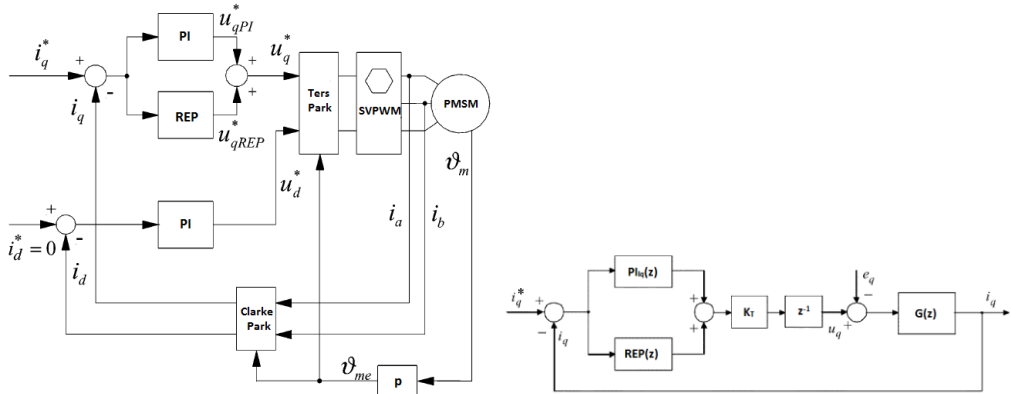 PI
u*qPI
i*q
+
-
+
+
u*q
iq
REP
u*qREP
Ters Park
SVPWM
PMSM
ϑm
u*d
+
-
PI
i*d = 0
id
ia
ib
Clarke Park
ϑme
p
PIiq(z)
iq*
+
−
iq
+
+
KT
z-1
eq
−
uq
+
G(z)
iq
REP(z)